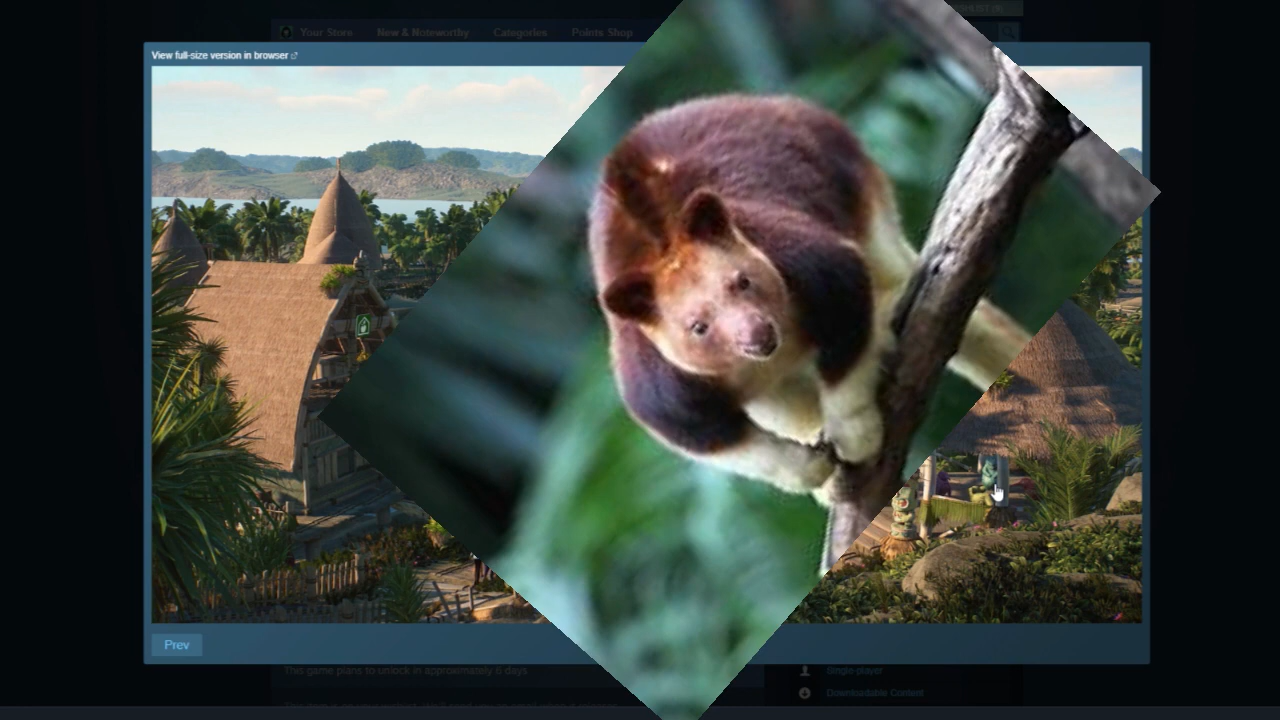 Your Store New & Noteworthy Categories Points Shop
View full-size version in browser
Prev
This game plans to unlock in approximately 6 days
Single-player
Downloadable Content